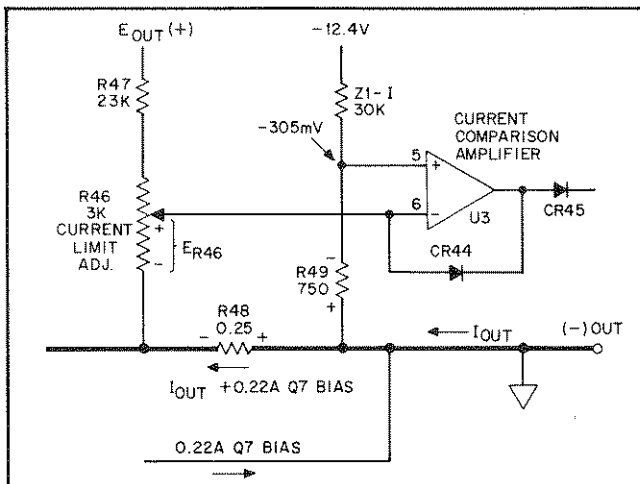 E OUT (+)
-12.4V
R47
23K
Z1-I
30K
CURRENT
COMPARISON
AMPLIFIER
-305mV
5
+
6
-
U3
CR45
R46
3K
CURRENT
LIMIT
ADJ.
+
-
E R46
CR44
R49
750
-
+
R48
0.25
-
+
I OUT
(-) OUT
I OUT +0.22A Q7 BIAS
0.22A Q7 BIAS